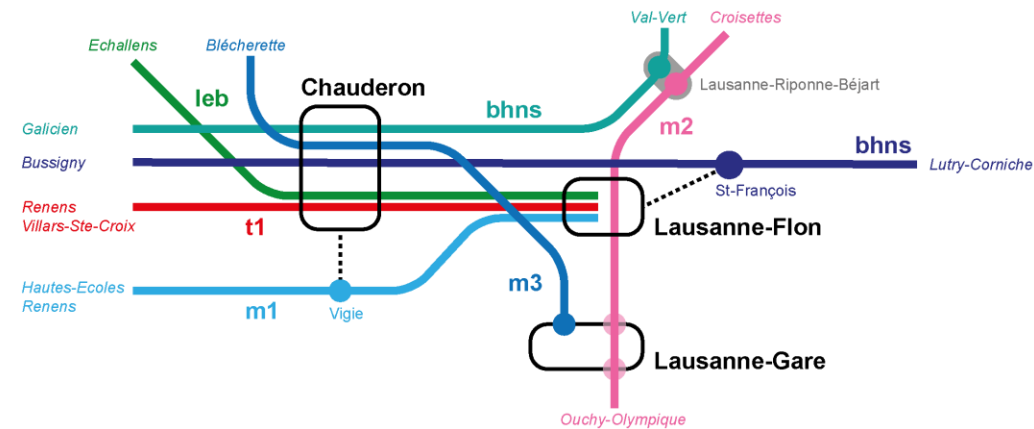 Val-Vert
Croisettes
Echallens
Blécherette
Chauderon
leb
bhns
Lausanne-Riponne-Béjart
m2
Galicien
bhns
Bussigny
Lutry-Corniche
St-François
Renens
Villars-Ste-Croix
t1
Lausanne-Flon
Hautes-Ecoles
Renens
m1
Vigie
m3
Lausanne-Gare
Ouchy-Olympique